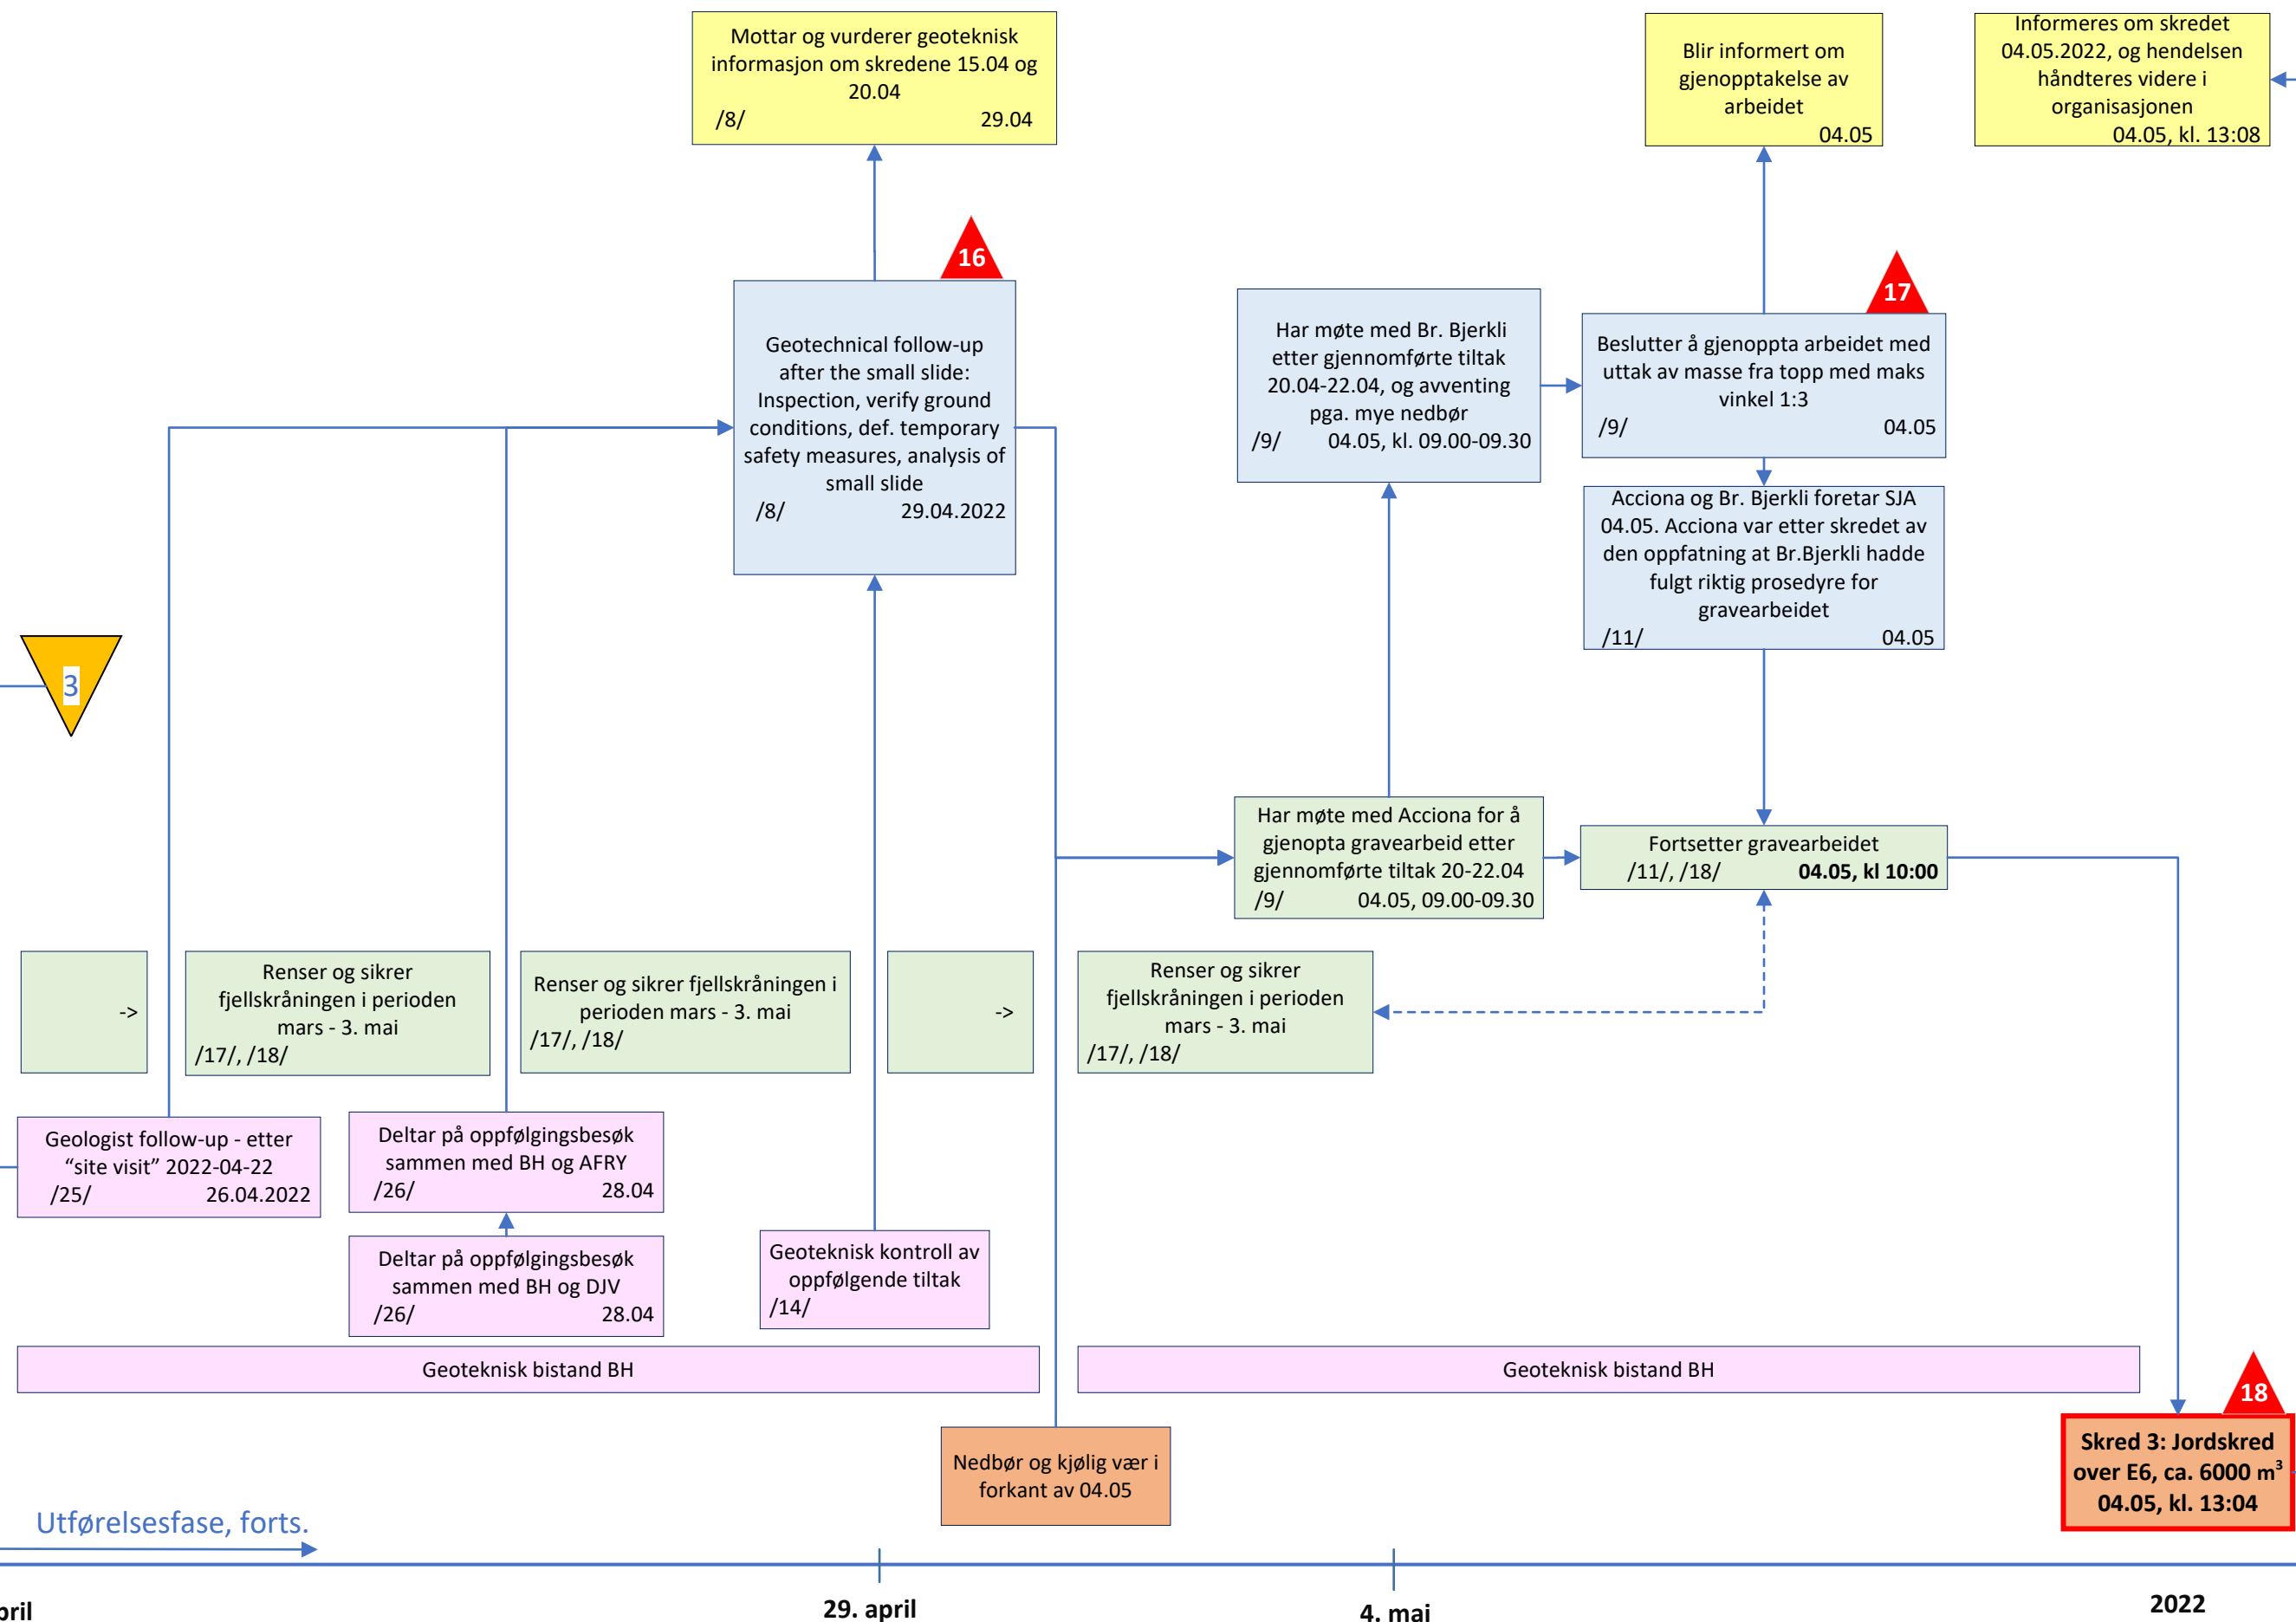 Mottar og vurderer geoteknisk
informasjon om skredene 15.04 og
20.04
/8/ 29.04
Blir informert om
gjenopptakelse av
arbeidet
04.05
Informeres om skredet
04.05.2022, og hendelsen
håndteres videre i
organisasjonen
04.05, kl. 13:08
16
Geotechnical follow-up
after the small slide:
Inspection, verify ground
conditions, def. temporary
safety measures, analysis of
small slide
/8/ 29.04.2022
Har møte med Br. Bjerkli
etter gjennomførte tiltak
20.04-22.04, og avventing
pga. mye nedbør
/9/ 04.05, kl. 09.00-09.30
17
Beslutter å gjenoppta arbeidet med
uttak av masse fra topp med maks
vinkel 1:3
/9/ 04.05
Acciona og Br. Bjerkli foretar SJA
04.05. Acciona var etter skredet av
den oppfatning at Br.Bjerkli hadde
fulgt riktig prosedyre for
gravearbeidet
/11/ 04.05
3
Har møte med Acciona for å
gjenopta gravearbeid etter
gjennomførte tiltak 20-22.04
/9/ 04.05, 09.00-09.30
Fortsetter gravearbeidet
/11/, /18/ 04.05, kl 10:00
->
Renser og sikrer
fjellskråningen i perioden
mars - 3. mai
/17/, /18/
Renser og sikrer fjellskråningen i
perioden mars - 3. mai
/17/, /18/
->
Renser og sikrer
fjellskråningen i perioden
mars - 3. mai
/17/, /18/
Geologist follow-up - etter
“site visit” 2022-04-22
/25/ 26.04.2022
Deltar på oppfølgingsbesøk
sammen med BH og AFRY
/26/ 28.04
Deltar på oppfølgingsbesøk
sammen med BH og DJV
/26/ 28.04
Geoteknisk kontroll av
oppfølgende tiltak
/14/
Geoteknisk bistand BH
Geoteknisk bistand BH
Nedbør og kjølig vær i
forkant av 04.05
18
Skred 3: Jordskred
over E6, ca. 6000 m³
04.05, kl. 13:04
Utførelsesfase, forts.
pril
29. april
4. mai
2022